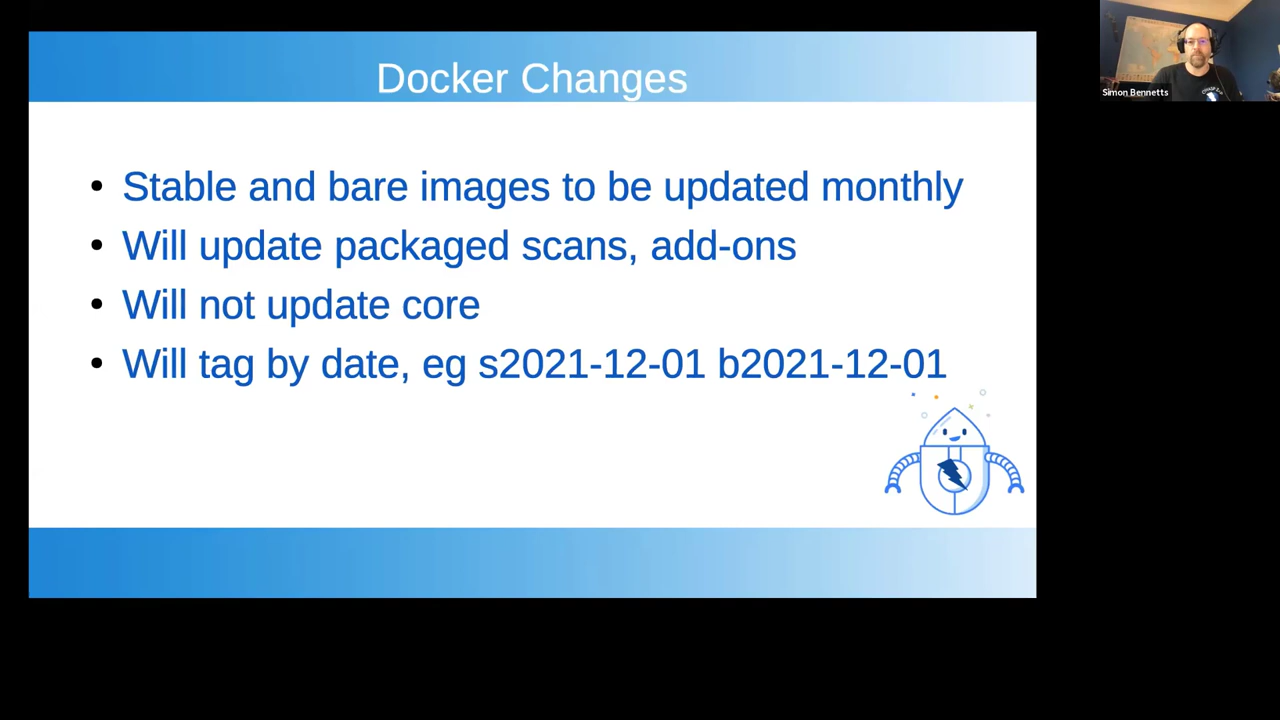 Docker Changes
Simon Bennetts
• Stable and bare images to be updated monthly
• Will update packaged scans, add-ons
• Will not update core
• Will tag by date, eg s2021-12-01 b2021-12-01